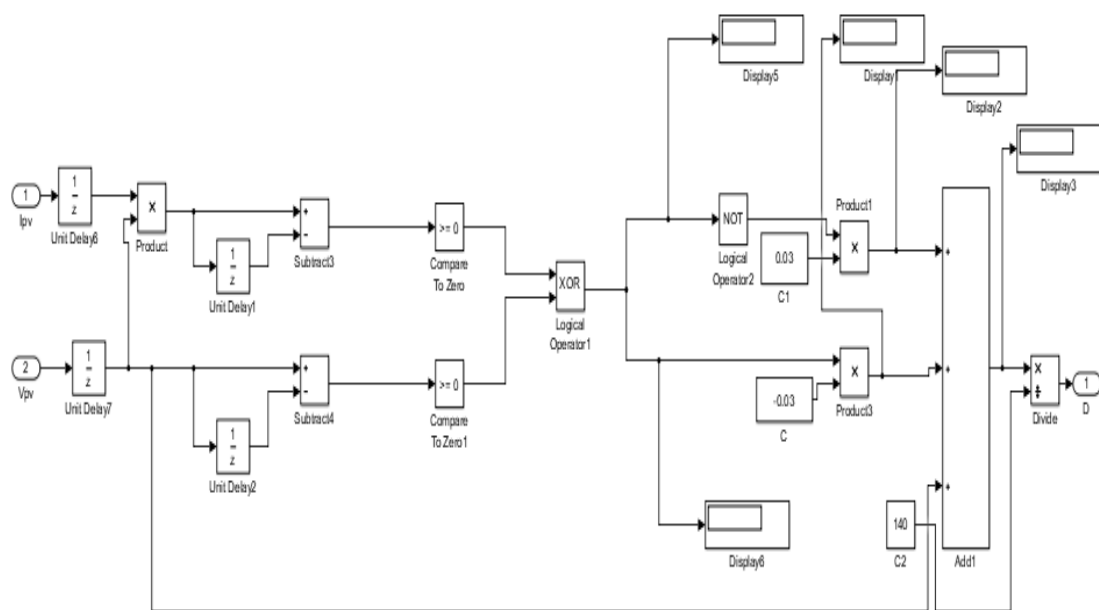 Display5
Display1
Display2
Display3
1
Ipv
1
z
Unit Delay6
×
Product
+
−
Subtract3
1
z
Unit Delay1
>= 0
Compare
To Zero
XOR
Logical
Operator1
NOT
Logical
Operator2
Product1
×
0.03
C1
2
Vpv
1
z
Unit Delay7
+
−
Subtract4
1
z
Unit Delay2
>= 0
Compare
To Zero1
×
Product3
-0.03
C
+
+
+
Add1
×
÷
Divide
1
D
140
C2
Display6